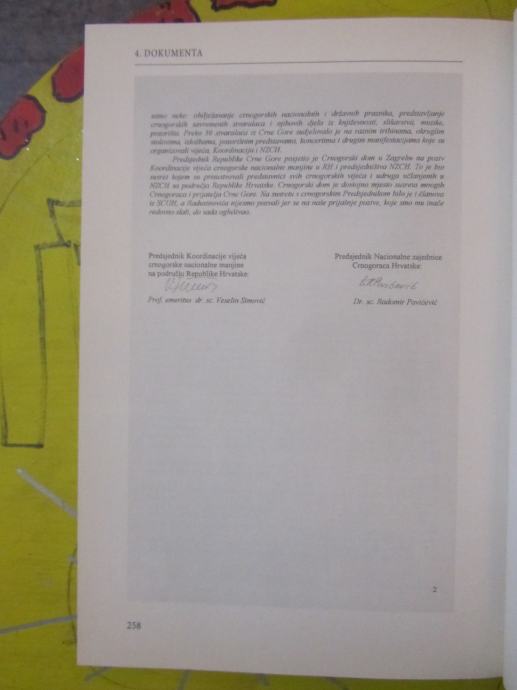 4. DOKUMENTA
samo neke: obilježavanje crnogorskih nacionalnih i državnih praznika, predstavljanje
crnogorskih savremenih stvaralaca i njihovih djela iz književnosti, slikarstva, muzike,
pozorišta. Preko 50 stvaralaca iz Crne Gore sudjelovalo je na raznim tribinama, okruglim
stolovima, izložbama, pozorišnim predstavama, koncertima i drugim manifestacijama koje su
organizovali vijeća, Koordinacija i NZCH.
Predsjednik Republike Crne Gore posjetio je Crnogorski dom u Zagrebu na poziv
Koordinacije vijeća crnogorske nacionalne manjine u RH i predsjedništva NZCH. To je bio
susret kojem su prisustvovali predstavnici svih crnogorskih vijeća i udruga učlanjenih u
NZCH sa područja Republike Hrvatske. Crnogorski dom je dostojno mjesto susreta mnogih
Crnogoraca i prijatelja Crne Gore. Na susretu s crnogorskim Predsjednikom bilo je i članova
iz SCUH, a Radusinovića nijesmo pozvali jer se na naše prijašnje pozive, koje smo mu inače
redovno slali, do sada oglušivao.
Predsjednik Koordinacije vijeća
crnogorske nacionalne manjine
na području Republike Hrvatske:
Prof. emeritus dr. sc. Veselin Simović
Predsjednik Nacionalne zajednice
Crnogoraca Hrvatske:
Dr. sc. Radomir Pavićević
2
258